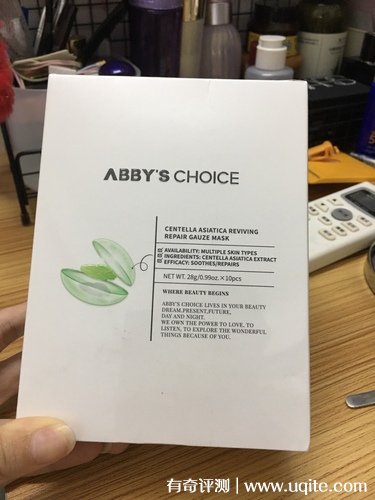 ABBY'S CHOICE
CENTELLA ASIATICA REVIVING
REPAIR GAUZE MASK
AVAILABILITY: MULTIPLE SKIN TYPES
INGREDIENTS: CENTELLA ASIATICA EXTRACT
EFFICACY: SOOTHES/REPAIRS
NET WT. 28g/0.99oz.×10pcs
WHERE BEAUTY BEGINS
ABBY'S CHOICE LIVES IN YOUR BEAUTY
DREAM,PRESENT,FUTURE,
DAY AND NIGHT.
WE OWN THE POWER TO LOVE, TO
LISTEN, TO EXPLORE THE WONDERFUL
THINGS BECAUSE OF YOU.
有奇评测 | www.uqite.com